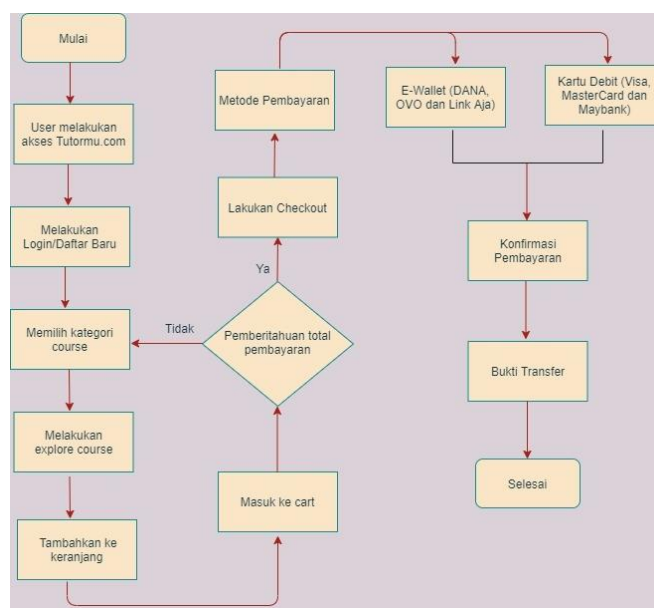 Mulai
User melakukan
akses Tutormu.com
Melakukan
Login/Daftar Baru
Memilih kategori
course
Melakukan
explore course
Tambahkan ke
keranjang
Masuk ke cart
Pemberitahuan total
pembayaran
Tidak
Ya
Lakukan Checkout
Metode Pembayaran
E-Wallet (DANA,
OVO dan Link Aja)
Kartu Debit (Visa,
MasterCard dan
Maybank)
Konfirmasi
Pembayaran
Bukti Transfer
Selesai